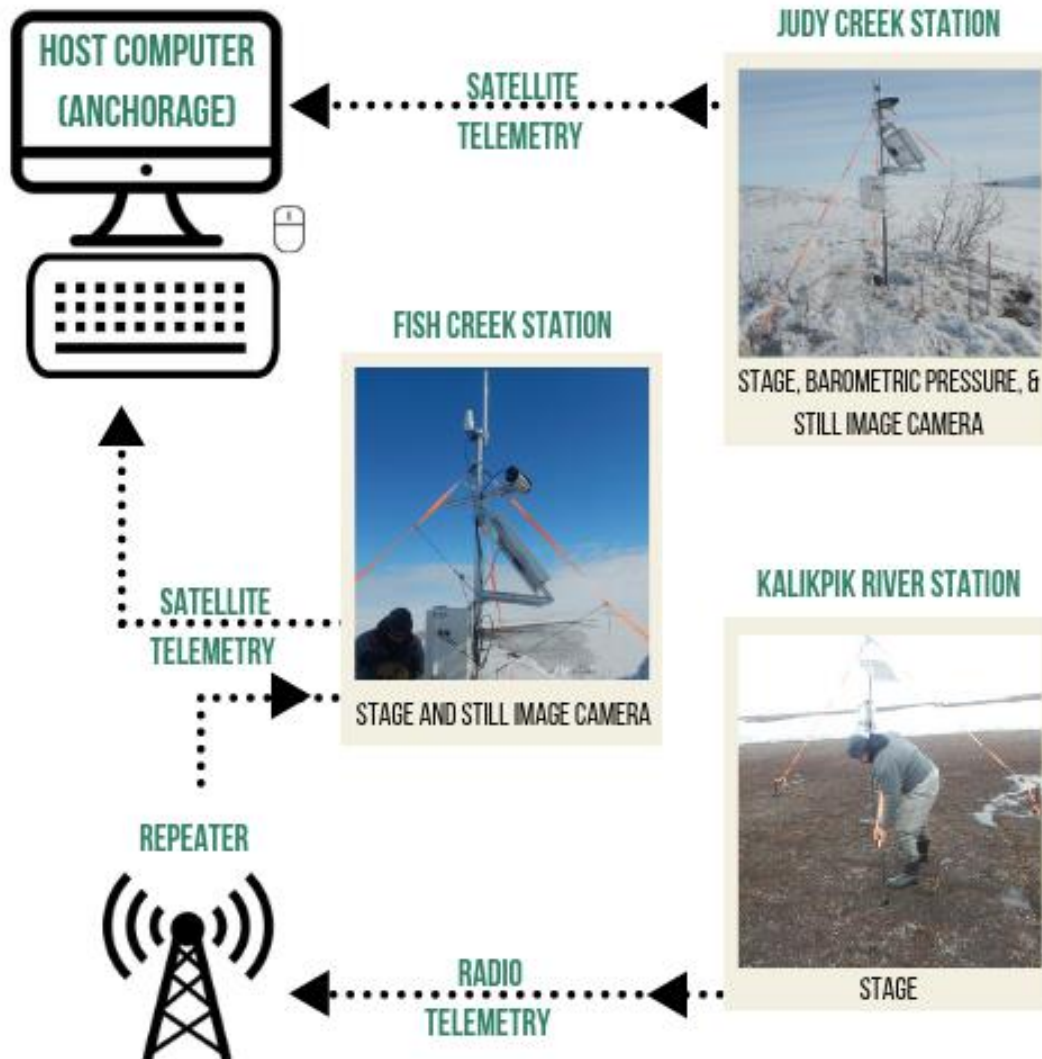 HOST COMPUTER
(ANCHORAGE)
SATELLITE
TELEMETRY
JUDY CREEK STATION
STAGE, BAROMETRIC PRESSURE, &
STILL IMAGE CAMERA
FISH CREEK STATION
STAGE AND STILL IMAGE CAMERA
SATELLITE
TELEMETRY
KALIKPIK RIVER STATION
STAGE
REPEATER
RADIO
TELEMETRY